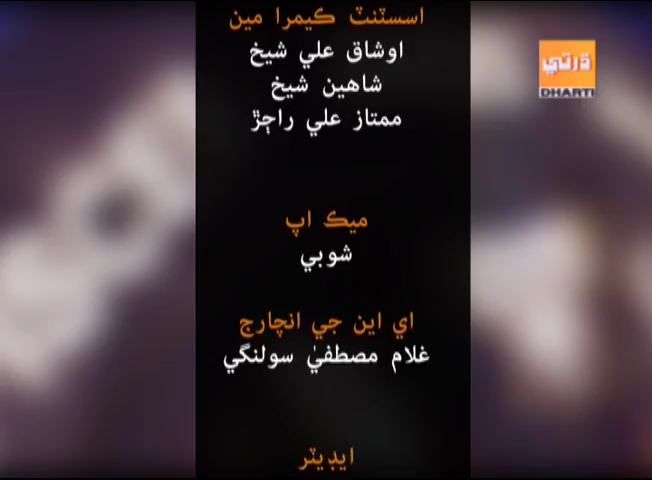 اسسٽنٽ ڪيمرا مين
اوشاق علي شيخ
شاهين شيخ
ممتاز علي راڄڙ
ڌرتي
DHARTI
ميڪ اپ
شوبي
اي اين جي انچارج
غلام مصطفيٰ سولنگي
ايڊيٽر